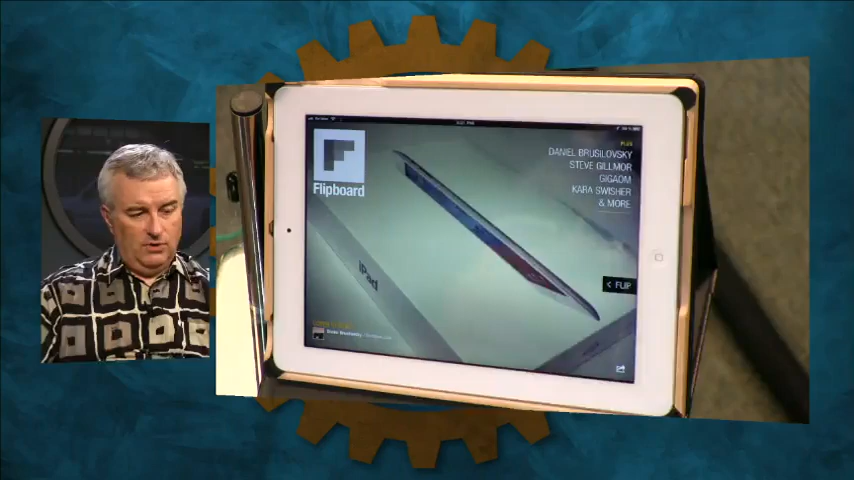 Flipboard
PLUS
DANIEL BRUSILOVSKY
STEVE GILLMOR
GIGAOM
KARA SWISHER
& MORE
iPad
< FLIP